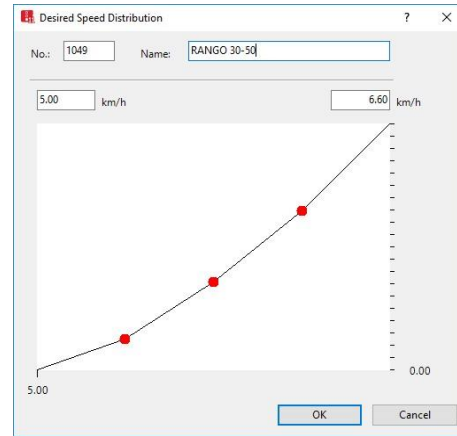 Desired Speed Distribution ? ×
No.: 1049 Name: RANGO 30-50
5.00 km/h 6.60 km/h
0.00
5.00
OK Cancel